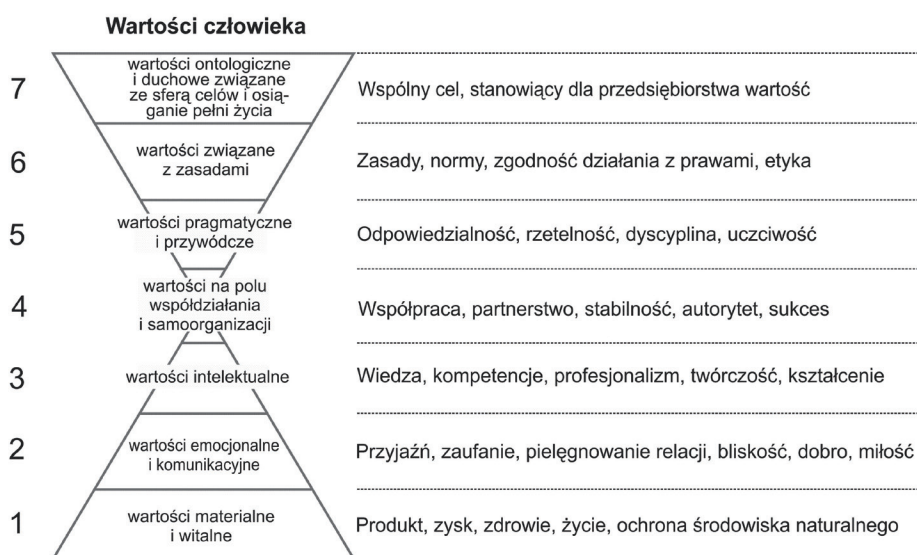 Wartości człowieka
7
wartości ontologiczne
i duchowe związane
ze sferą celów i osią-
ganie pełni życia
Wspólny cel, stanowiący dla przedsiębiorstwa wartość
6
wartości związane
z zasadami
Zasady, normy, zgodność działania z prawami, etyka
5
wartości pragmatyczne
i przywódcze
Odpowiedzialność, rzetelność, dyscyplina, uczciwość
4
wartości na polu
współdziałania
i samoorganizacji
Współpraca, partnerstwo, stabilność, autorytet, sukces
3
wartości intelektualne
Wiedza, kompetencje, profesjonalizm, twórczość, kształcenie
2
wartości emocjonalne
i komunikacyjne
Przyjaźń, zaufanie, pielęgnowanie relacji, bliskość, dobro, miłość
1
wartości materialne
i witalne
Produkt, zysk, zdrowie, życie, ochrona środowiska naturalnego